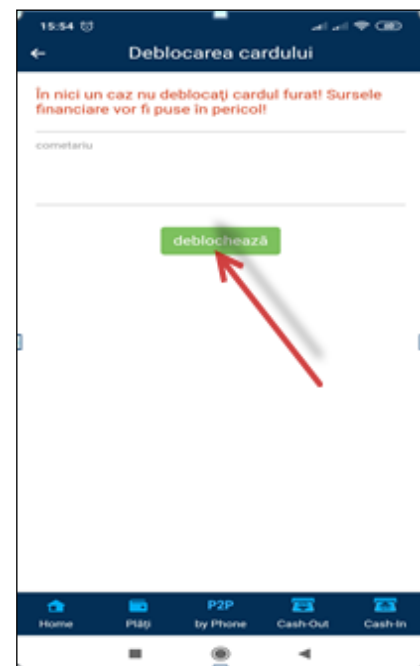 15:54
Deblocarea cardului
În nici un caz nu deblocați cardul furat! Sursele
financiare vor fi puse în pericol!
cometariu
deblochează
P2P
Home Plăți by Phone Cash-Out Cash-In